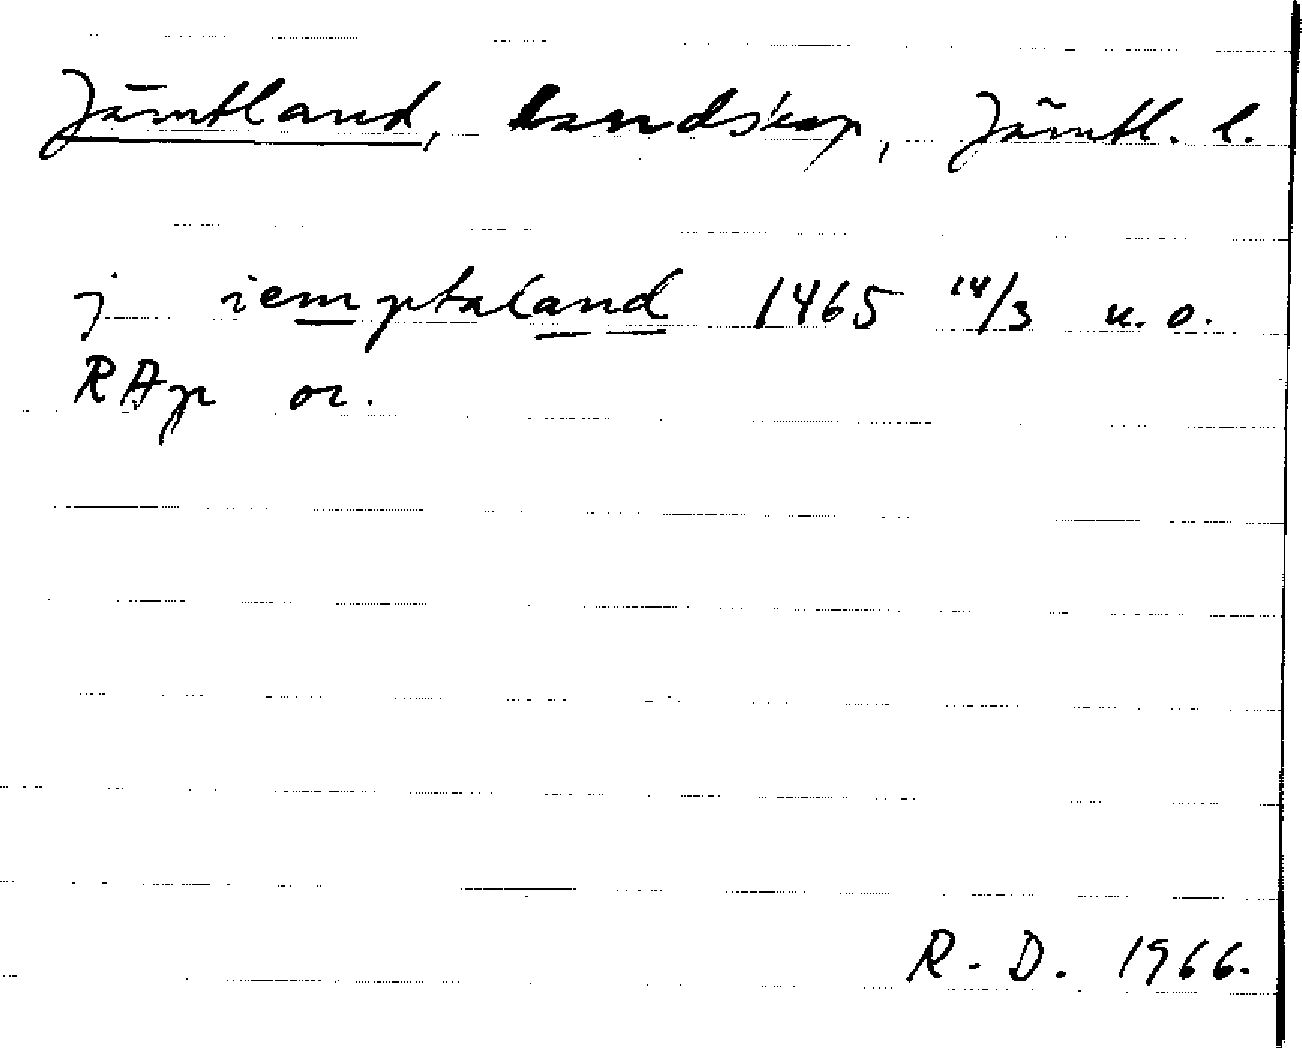 Jämtland, landskap, Jämtl. l.
j iemptaland 1465 14/3 u. o.
RAp or.
R-D. 1966.